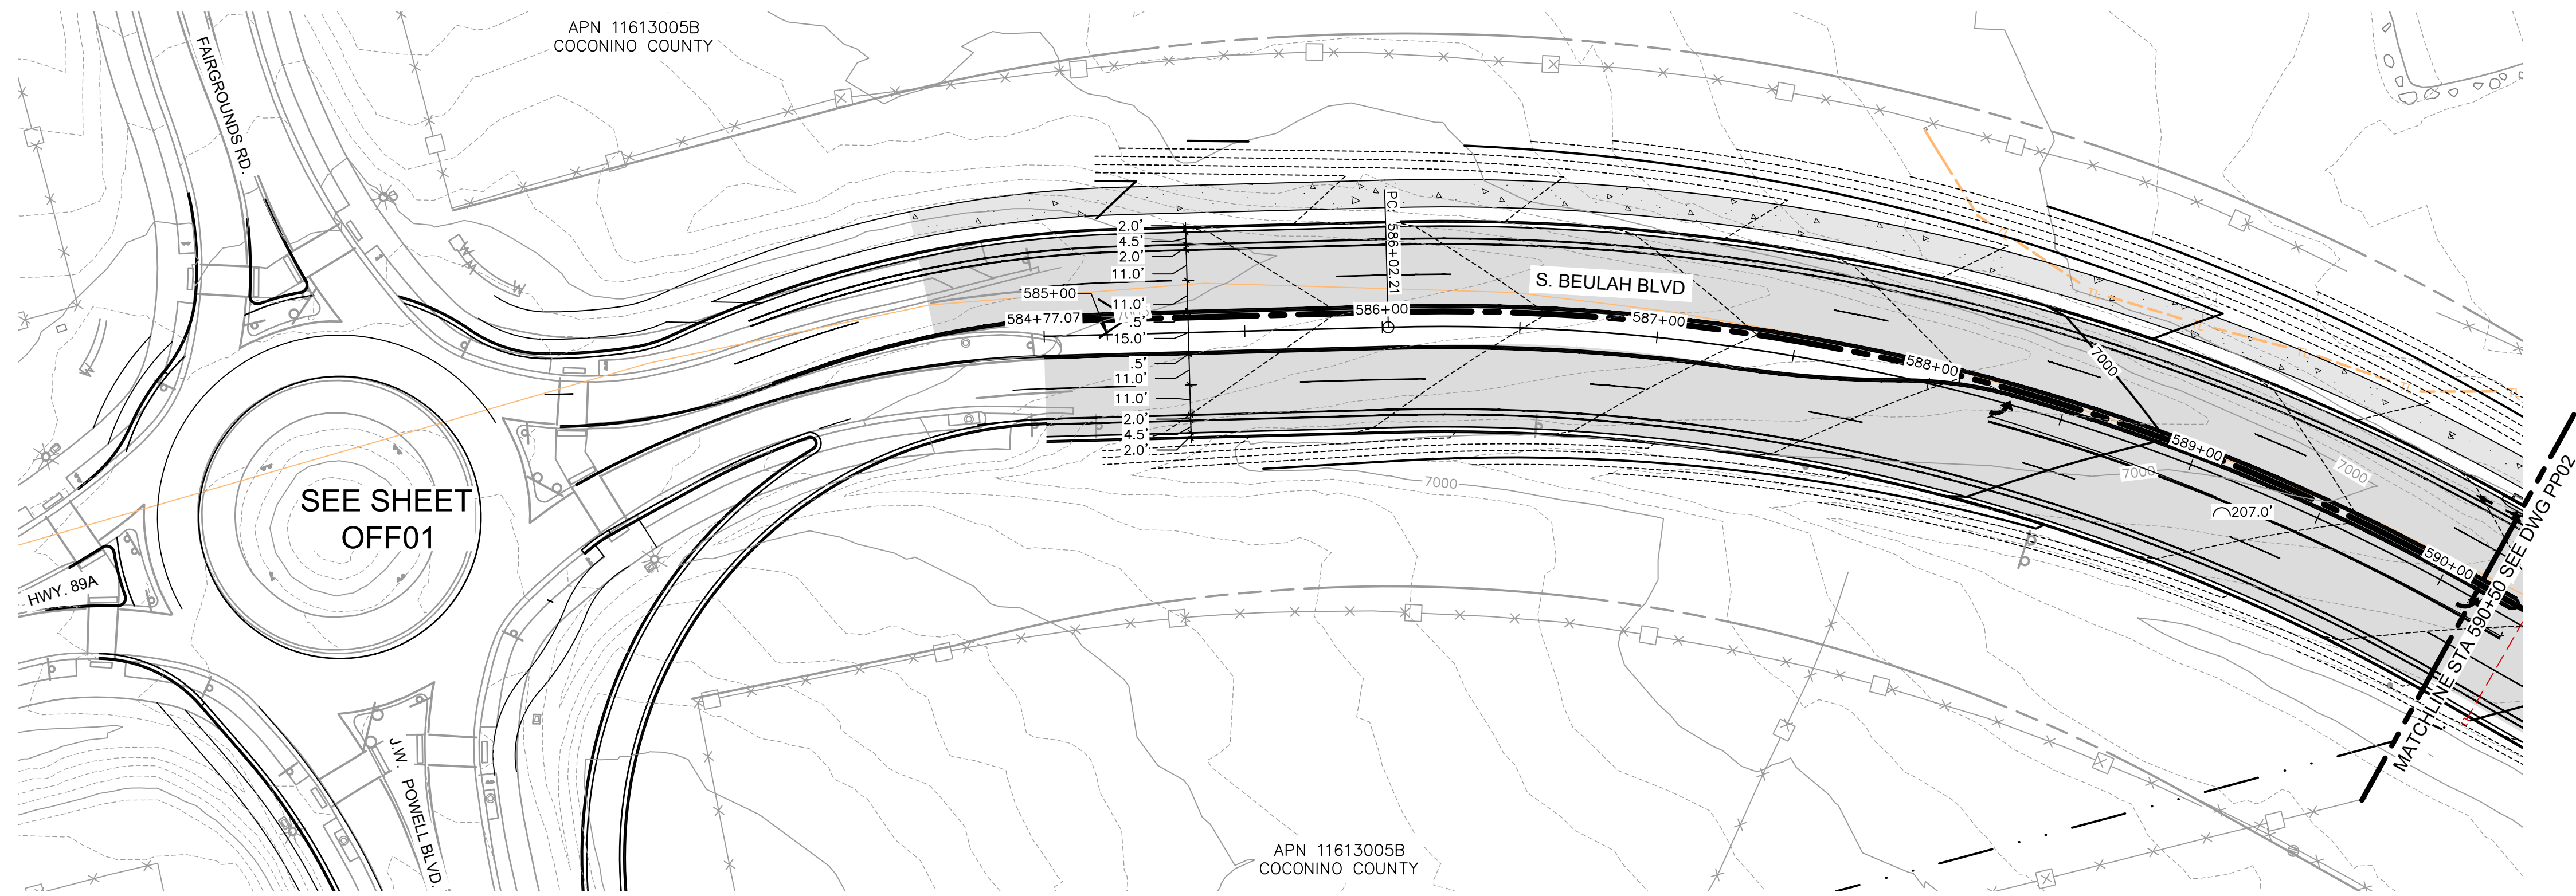 APN 11613005B
COCONINO COUNTY
FAIRGROUNDS RD.
2.0'
4.5'
2.0'
11.0'
11.0'
.5'
15.0'
.5'
11.0'
11.0'
2.0'
4.5'
2.0'
PC: 586+02.21
S. BEULAH BLVD
585+00
584+77.07
586+00
587+00
588+00
589+00
590+00
7000
7000
7000
7000
207.0'
SEE SHEET
OFF01
HWY. 89A
J.W. POWELL BLVD.
MATCHLINE STA 590+50 SEE DWG PP02
APN 11613005B
COCONINO COUNTY